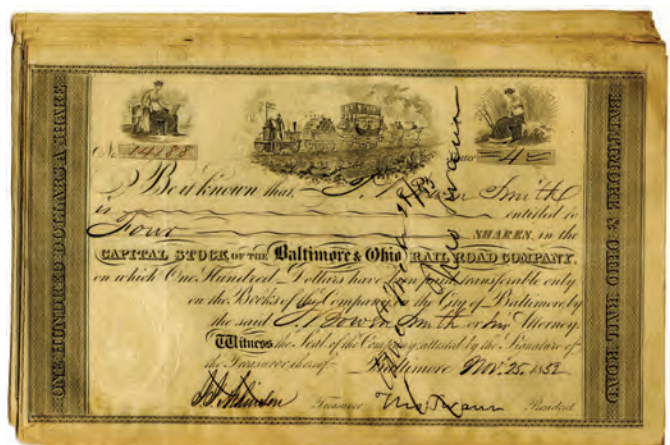 ONE HUNDRED DOLLARS A SHARE
No. 14188
4
Be it known that, Smith
is entitled to
Four SHARES, in the
CAPITAL STOCK OF THE Baltimore & Ohio RAIL ROAD COMPANY,
on which One Hundred Dollars have been paid, transferable only
on the Books of the Company in the City of Baltimore, by
the said Smith or his Attorney.
Witness the Seal of the Company, attested by the Signature of
the Treasurer thereof. Baltimore Nov. 25, 1852
Treasurer President
BALTIMORE & OHIO RAIL ROAD